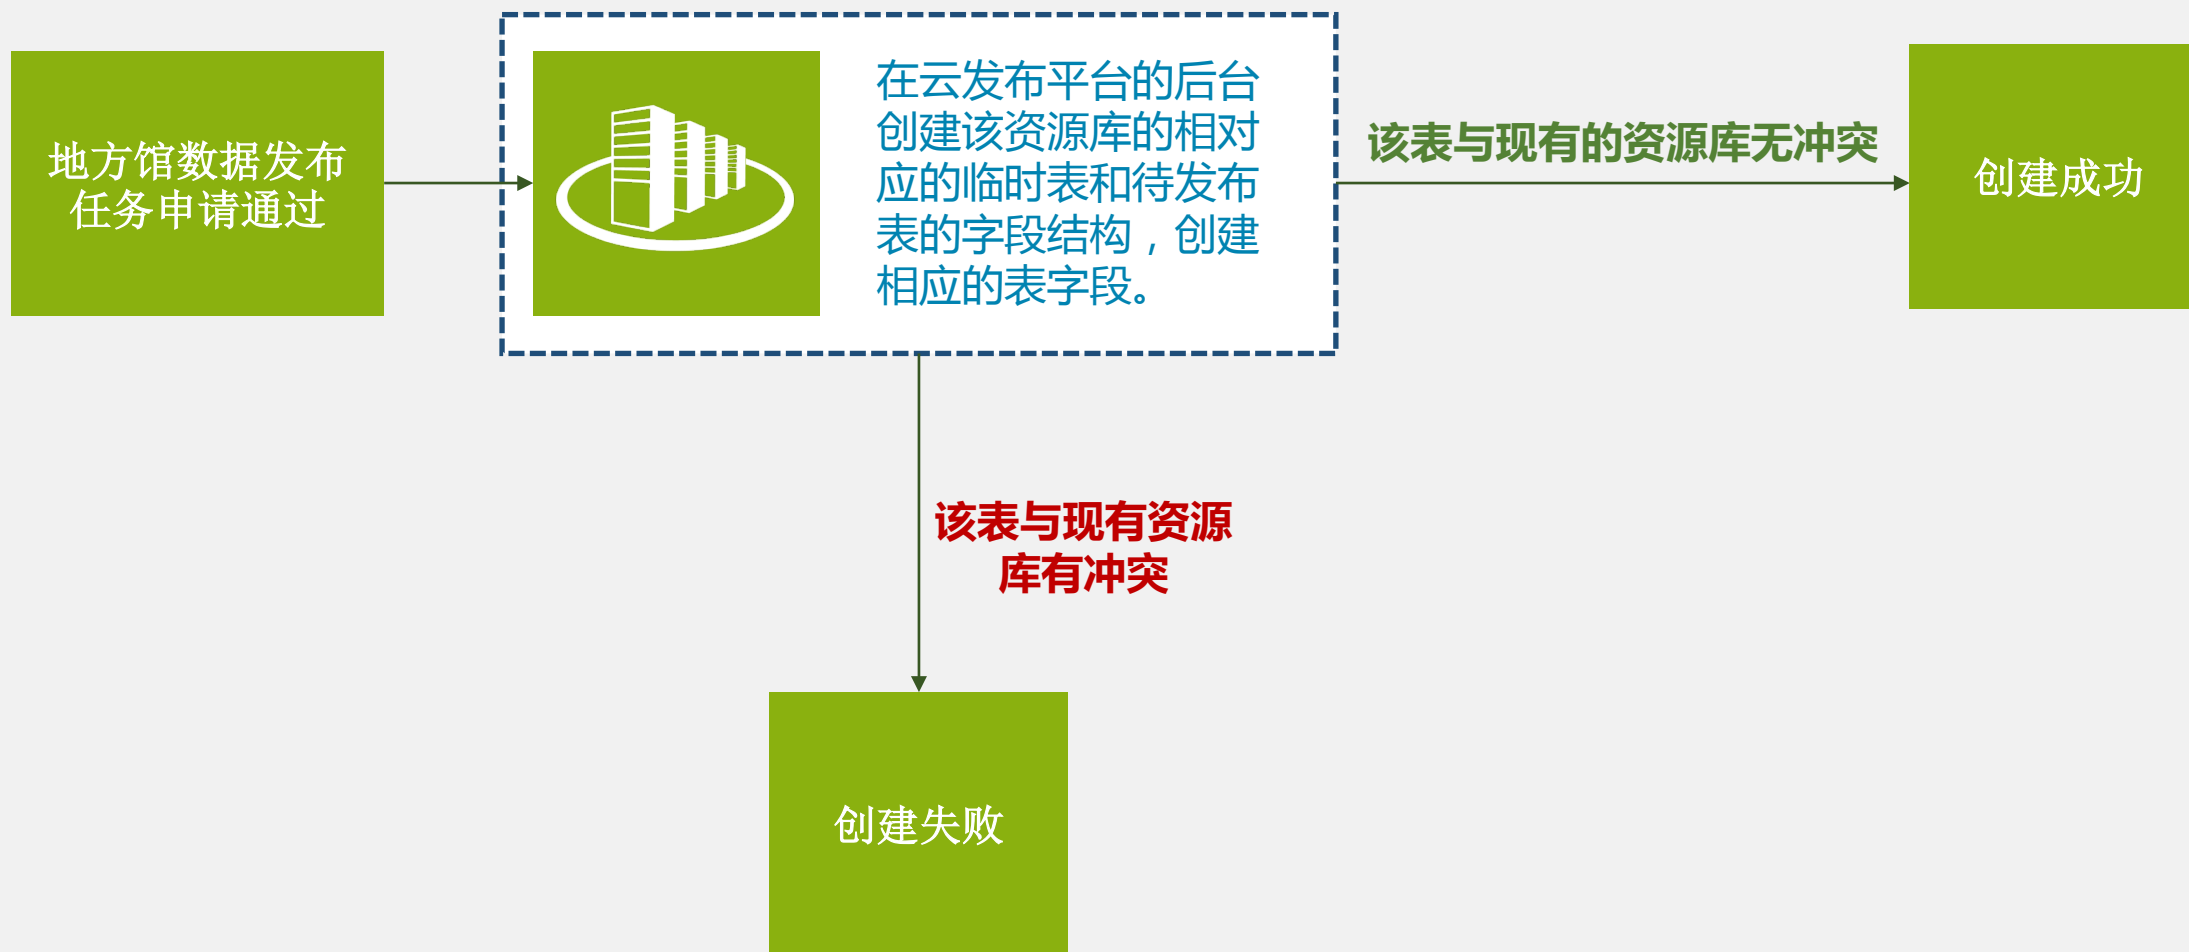 地方馆数据发布
任务申请通过
在云发布平台的后台
创建该资源库的相对
应的临时表和待发布
表的字段结构，创建
相应的表字段。
该表与现有的资源库无冲突
创建成功
该表与现有资源
库有冲突
创建失败